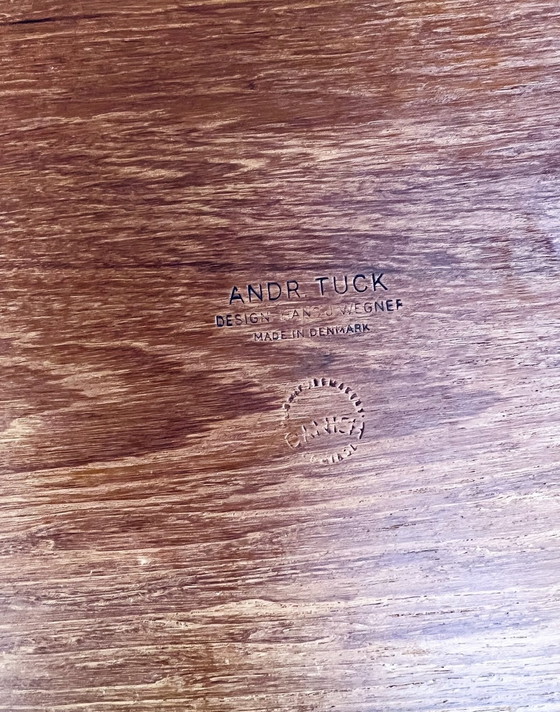 ANDR. TUCK
DESIGN HANS J. WEGNER
MADE IN DENMARK
DANISH